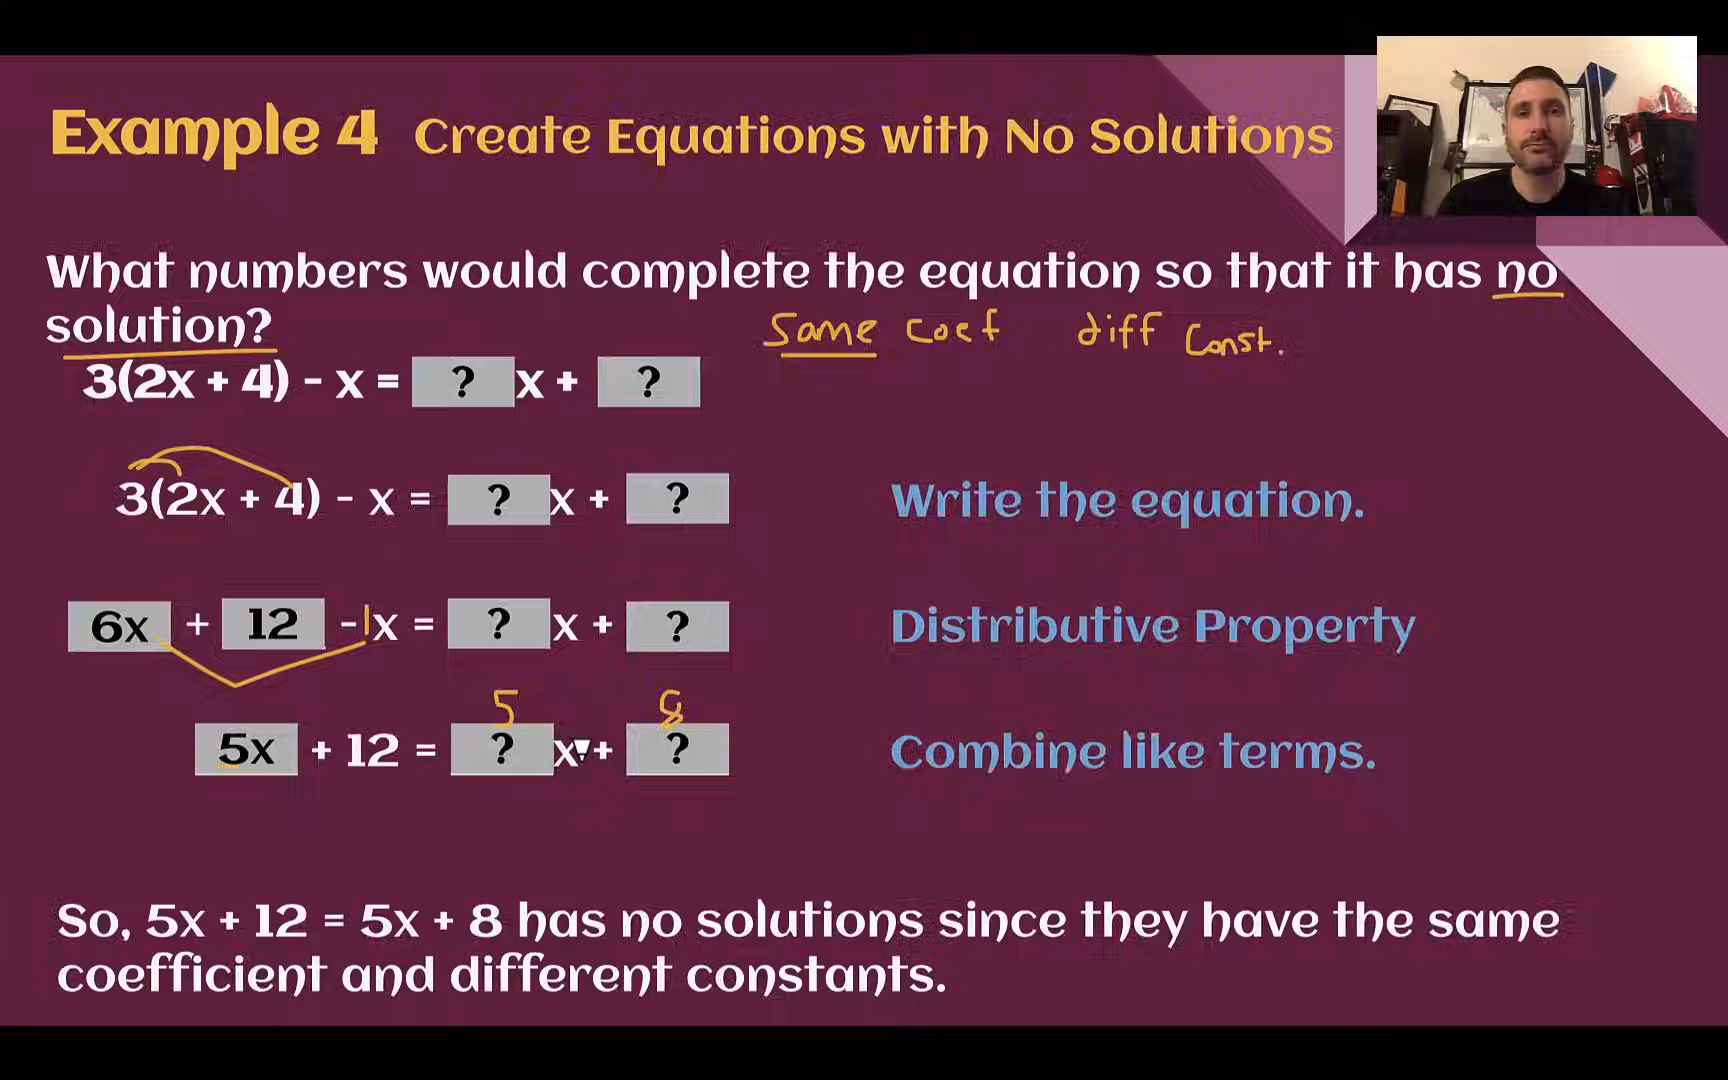 Example 4 Create Equations with No Solutions
What numbers would complete the equation so that it has no
solution?
same coef diff const.
3(2x + 4) - x = ? x + ?
3(2x + 4) - x = ? x + ? Write the equation.
6x + 12 - 1x = ? x + ? Distributive Property
5 8
5x + 12 = ? x + ? Combine like terms.
So, 5x + 12 = 5x + 8 has no solutions since they have the same
coefficient and different constants.